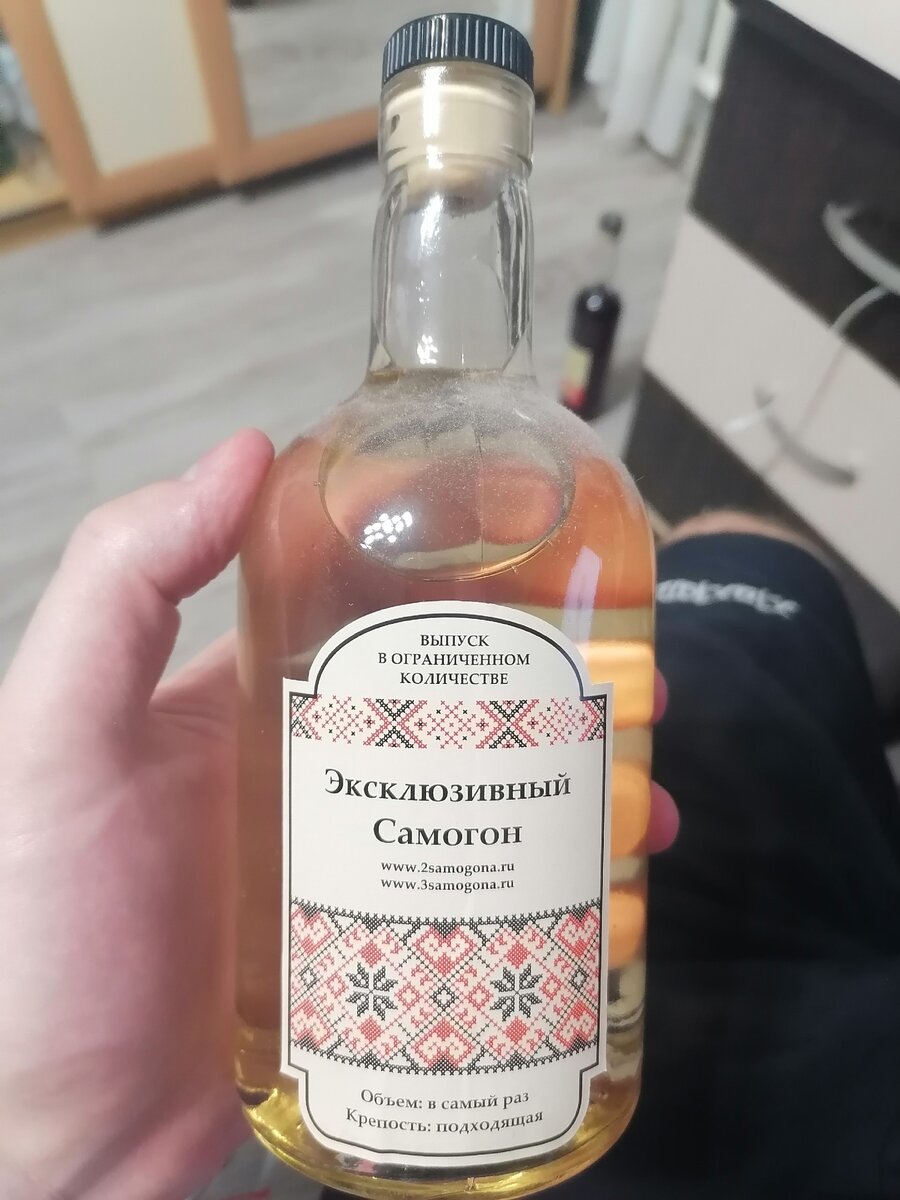 ВЫПУСК
В ОГРАНИЧЕННОМ
КОЛИЧЕСТВЕ
Эксклюзивный
Самогон
www.2samogona.ru
www.3samogona.ru
Объем: в самый раз
Крепость: подходящая